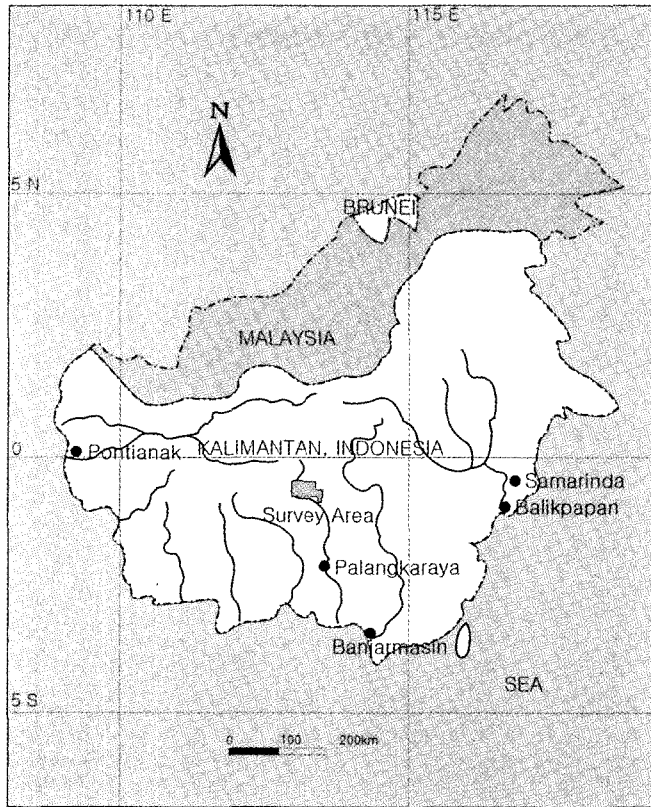 110 E
115 E
N
5 N
BRUNEI
MALAYSIA
0
Pontianak
KALIMANTAN, INDONESIA
Samarinda
Survey Area
Balikpapan
Palangkaraya
Banjarmasin
SEA
5 S
0 100 200km